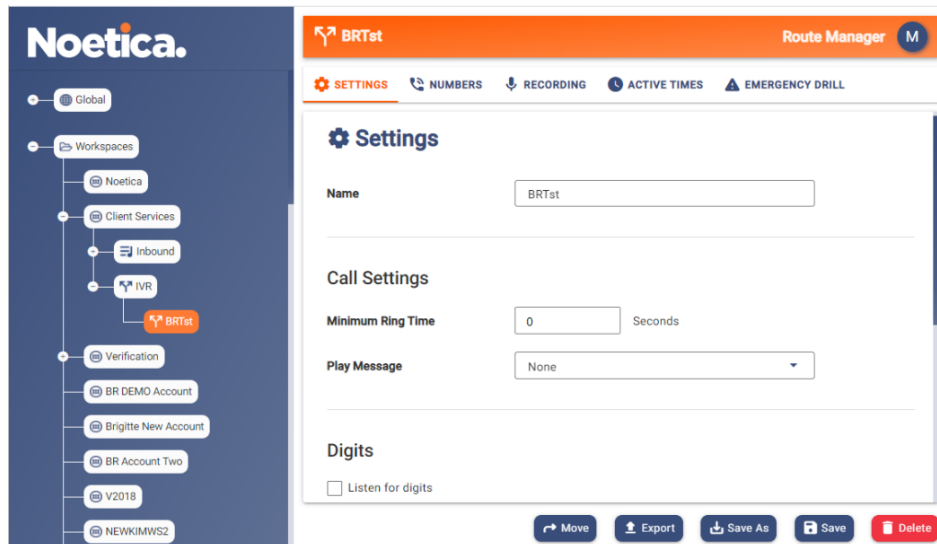 Noetica.
Global
Workspaces
Noetica
Client Services
Inbound
IVR
BRTst
Verification
BR DEMO Account
Brigitte New Account
BR Account Two
V2018
NEWKIMWS2
BRTst Route Manager M
SETTINGS NUMBERS RECORDING ACTIVE TIMES EMERGENCY DRILL
Settings
Name BRTst
Call Settings
Minimum Ring Time 0 Seconds
Play Message None
Digits
Listen for digits
Move Export Save As Save Delete